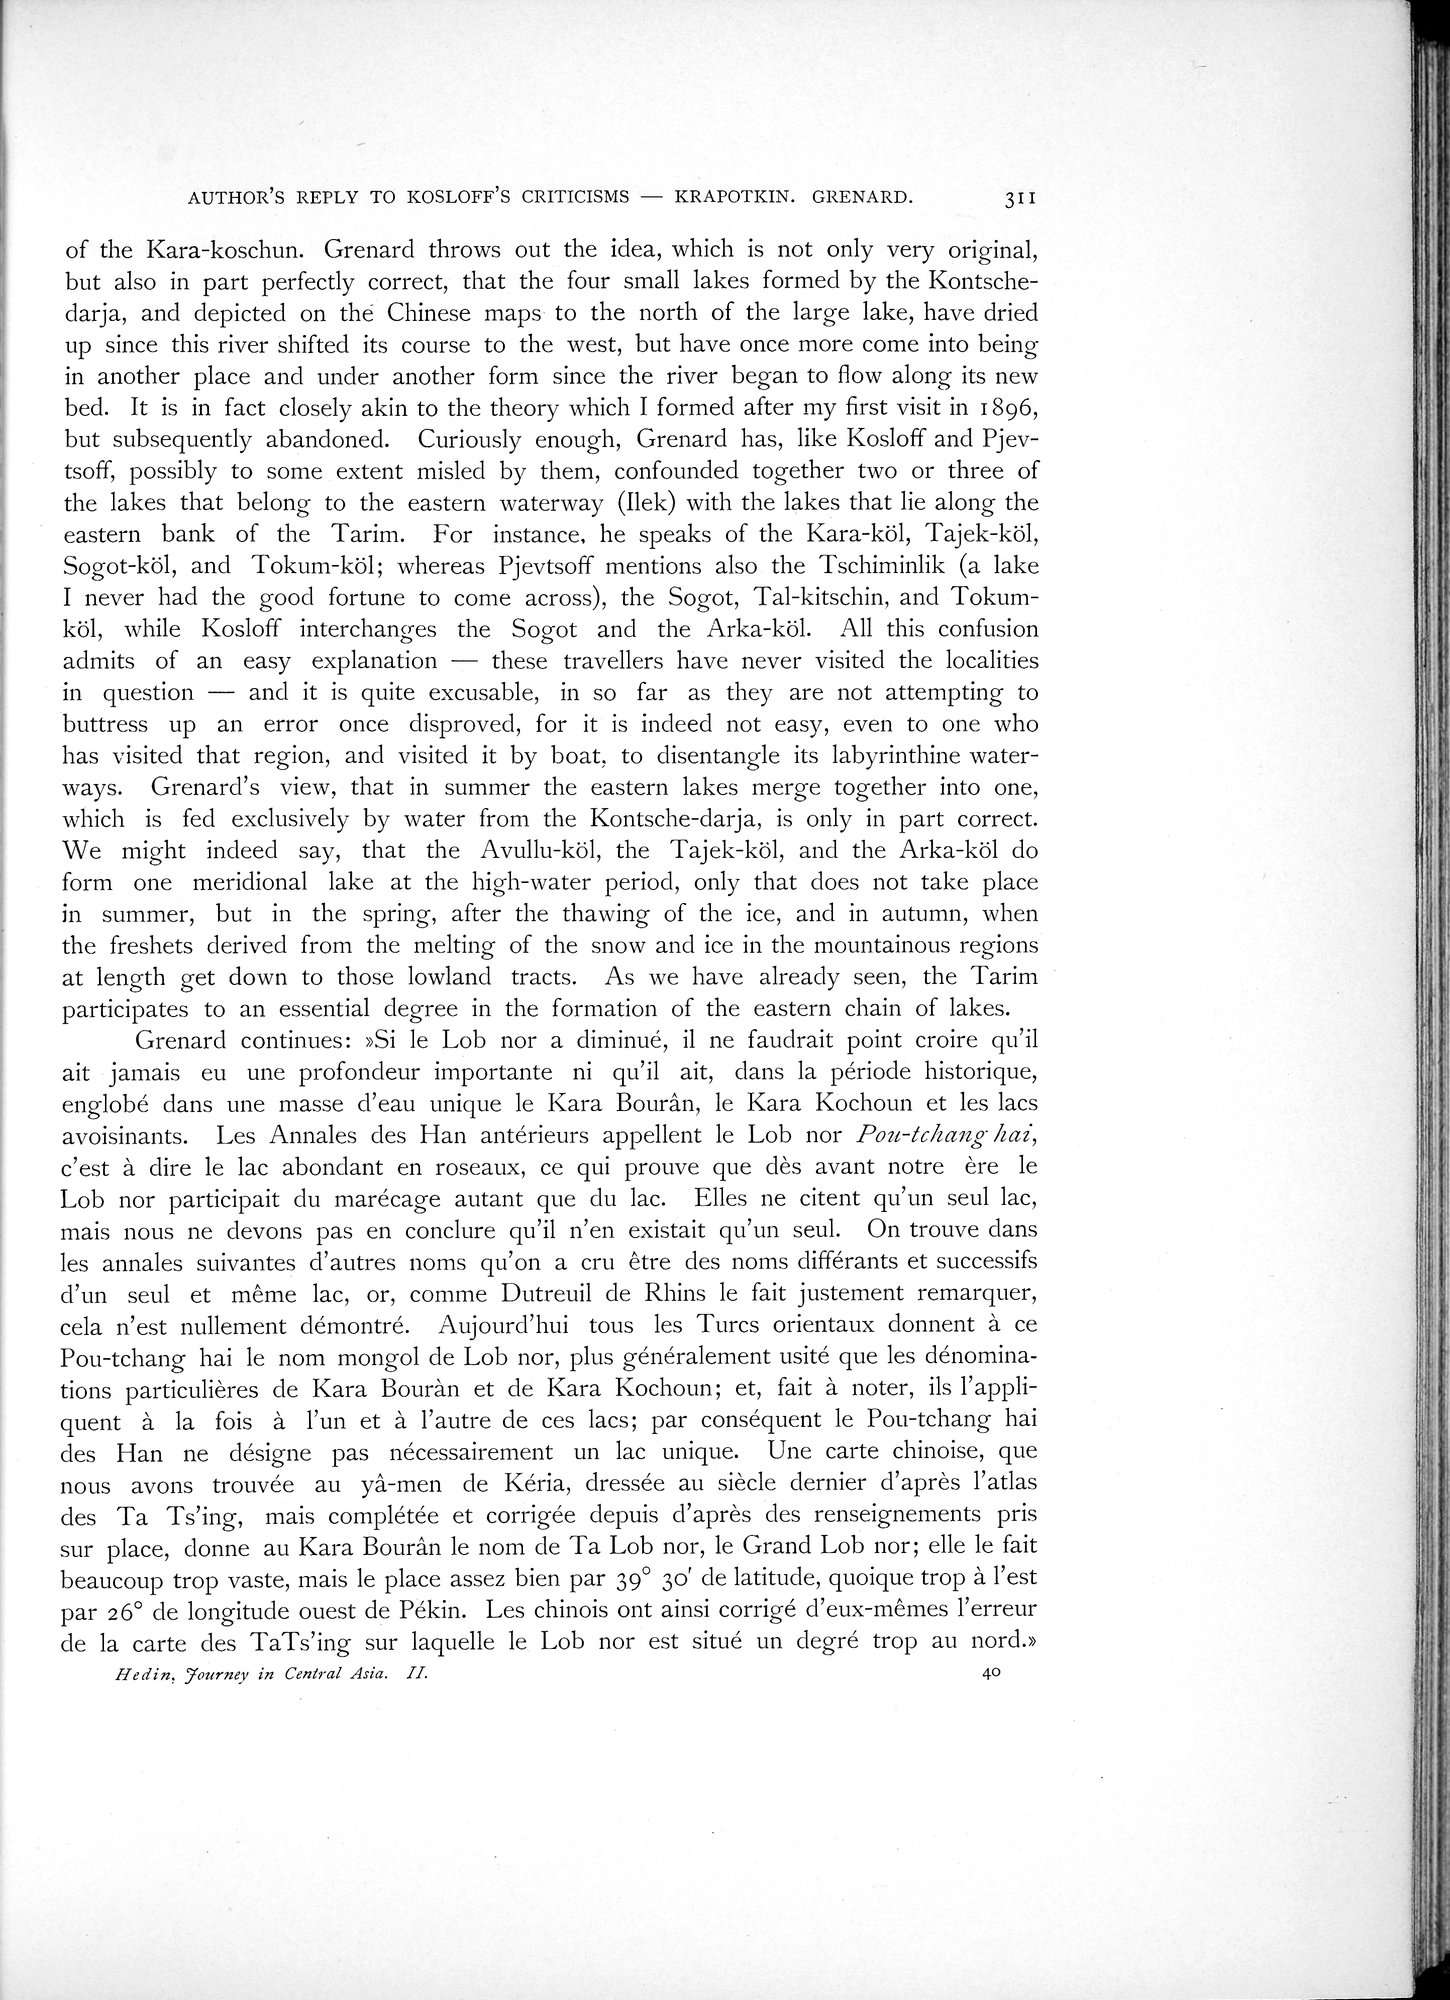 AUTHOR'S REPLY TO KOSLOFF'S CRITICISMS — KRAPOTKIN. GRENARD. 311
of the Kara-koschun. Grenard throws out the idea, which is not only very original,
but also in part perfectly correct, that the four small lakes formed by the Kontsche-
darja, and depicted on the Chinese maps to the north of the large lake, have dried
up since this river shifted its course to the west, but have once more come into being
in another place and under another form since the river began to flow along its new
bed. It is in fact closely akin to the theory which I formed after my first visit in 1896,
but subsequently abandoned. Curiously enough, Grenard has, like Kosloff and Pjev-
tsoff, possibly to some extent misled by them, confounded together two or three of
the lakes that belong to the eastern waterway (Ilek) with the lakes that lie along the
eastern bank of the Tarim. For instance, he speaks of the Kara-köl, Tajek-köl,
Sogot-köl, and Tokum-köl; whereas Pjevtsoff mentions also the Tschiminlik (a lake
I never had the good fortune to come across), the Sogot, Tal-kitschin, and Tokum-
köl, while Kosloff interchanges the Sogot and the Arka-köl. All this confusion
admits of an easy explanation — these travellers have never visited the localities
in question — and it is quite excusable, in so far as they are not attempting to
buttress up an error once disproved, for it is indeed not easy, even to one who
has visited that region, and visited it by boat, to disentangle its labyrinthine water-
ways. Grenard's view, that in summer the eastern lakes merge together into one,
which is fed exclusively by water from the Kontsche-darja, is only in part correct.
We might indeed say, that the Avullu-köl, the Tajek-köl, and the Arka-köl do
form one meridional lake at the high-water period, only that does not take place
in summer, but in the spring, after the thawing of the ice, and in autumn, when
the freshets derived from the melting of the snow and ice in the mountainous regions
at length get down to those lowland tracts. As we have already seen, the Tarim
participates to an essential degree in the formation of the eastern chain of lakes.
Grenard continues: »Si le Lob nor a diminué, il ne faudrait point croire qu'il
ait jamais eu une profondeur importante ni qu'il ait, dans la période historique,
englobé dans une masse d'eau unique le Kara Bourân, le Kara Kochoun et les lacs
avoisinants. Les Annales des Han antérieurs appellent le Lob nor Pou-tchang hai,
c'est à dire le lac abondant en roseaux, ce qui prouve que dès avant notre ère le
Lob nor participait du marécage autant que du lac. Elles ne citent qu'un seul lac,
mais nous ne devons pas en conclure qu'il n'en existait qu'un seul. On trouve dans
les annales suivantes d'autres noms qu'on a cru être des noms différants et successifs
d'un seul et même lac, or, comme Dutreuil de Rhins le fait justement remarquer,
cela n'est nullement démontré. Aujourd'hui tous les Turcs orientaux donnent à ce
Pou-tchang hai le nom mongol de Lob nor, plus généralement usité que les dénomina-
tions particulières de Kara Bouràn et de Kara Kochoun; et, fait à noter, ils l'appli-
quent à la fois à l'un et à l'autre de ces lacs; par conséquent le Pou-tchang hai
des Han ne désigne pas nécessairement un lac unique. Une carte chinoise, que
nous avons trouvée au yâ-men de Kéria, dressée au siècle dernier d'après l'atlas
des Ta Ts'ing, mais complétée et corrigée depuis d'après des renseignements pris
sur place, donne au Kara Bourân le nom de Ta Lob nor, le Grand Lob nor; elle le fait
beaucoup trop vaste, mais le place assez bien par 39° 30' de latitude, quoique trop à l'est
par 26° de longitude ouest de Pékin. Les chinois ont ainsi corrigé d'eux-mêmes l'erreur
de la carte des TaTs'ing sur laquelle le Lob nor est situé un degré trop au nord.»
Hedin, Journey in Central Asia. II. 40